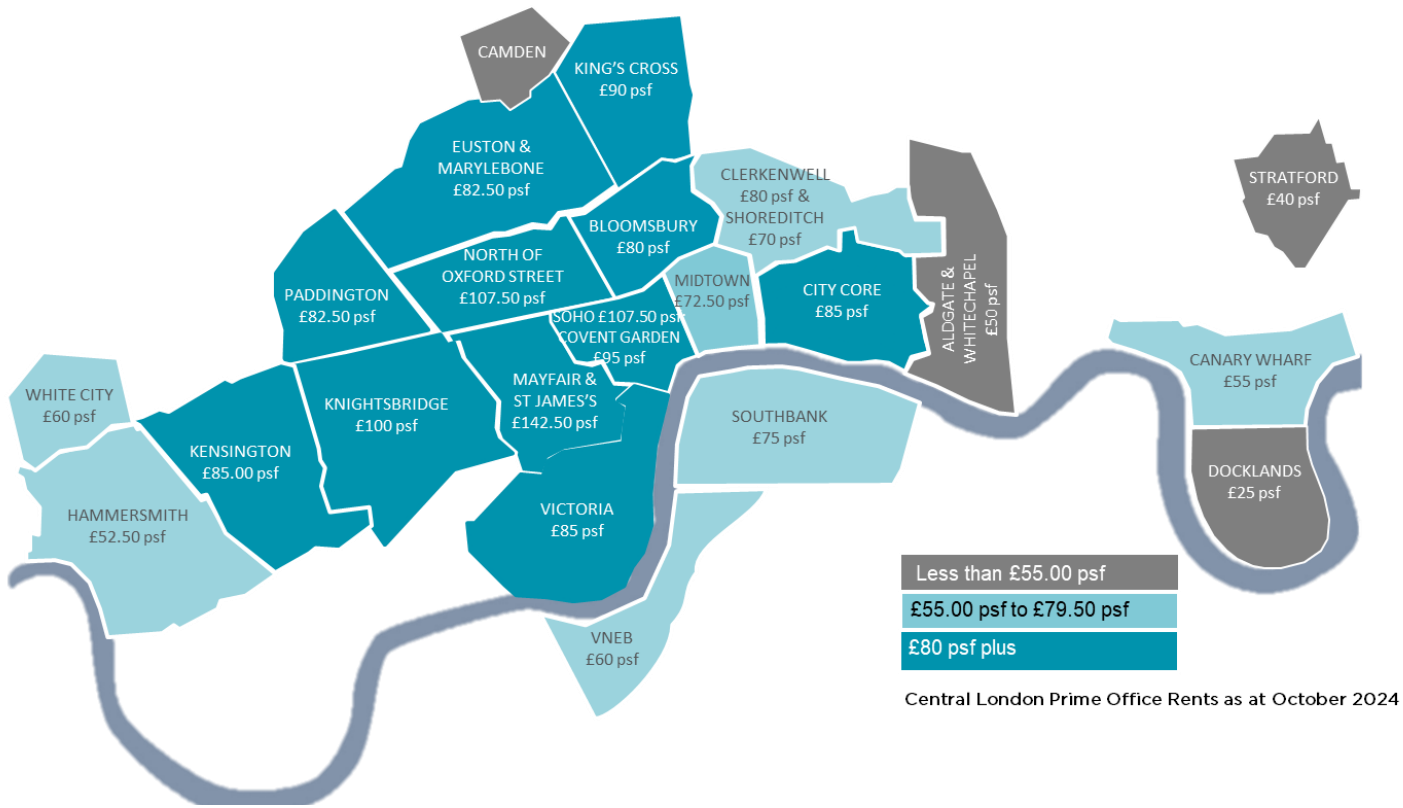 CAMDEN
KING'S CROSS
£90 psf
EUSTON &
MARYLEBONE
£82.50 psf
CLERKENWELL
£80 psf &
SHOREDITCH
£70 psf
STRATFORD
£40 psf
BLOOMSBURY
£80 psf
NORTH OF
OXFORD STREET
£107.50 psf
MIDTOWN
£72.50 psf
PADDINGTON
£82.50 psf
CITY CORE
£85 psf
ALDGATE &
WHITECHAPEL
£50 psf
SOHO £107.50 psf
COVENT GARDEN
£95 psf
CANARY WHARF
£55 psf
WHITE CITY
£60 psf
KNIGHTSBRIDGE
£100 psf
MAYFAIR &
ST JAMES'S
£142.50 psf
SOUTHBANK
£75 psf
KENSINGTON
£85.00 psf
DOCKLANDS
£25 psf
HAMMERSMITH
£52.50 psf
VICTORIA
£85 psf
VNEB
£60 psf
Less than £55.00 psf
£55.00 psf to £79.50 psf
£80 psf plus
Central London Prime Office Rents as at October 2024